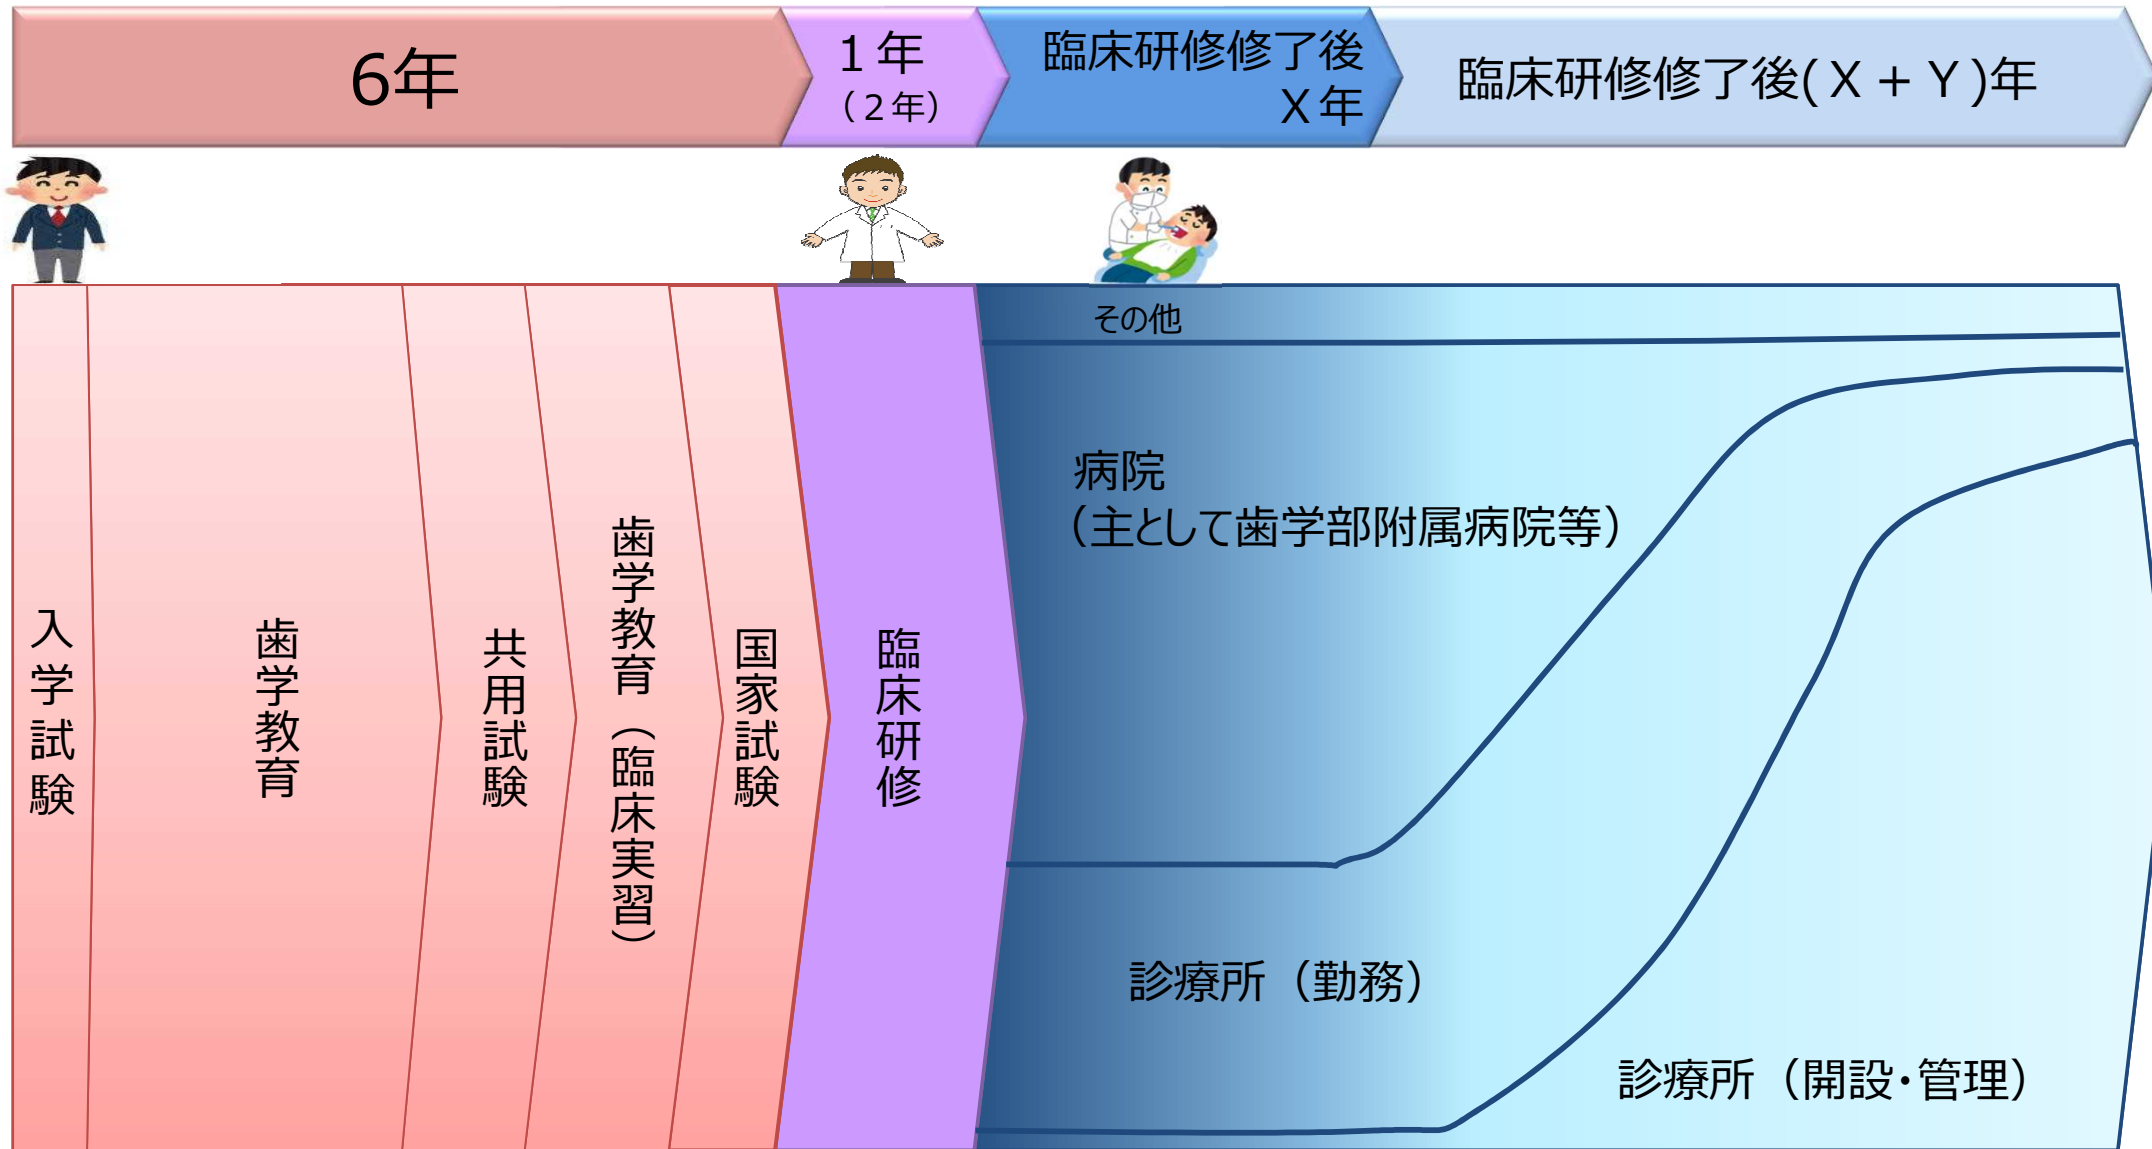 6年
１年
（２年）
臨床研修修了後
Ｘ年
臨床研修修了後(Ｘ＋Ｙ)年
その他
病院
（主として歯学部附属病院等）
入学試験
歯学教育
共用試験
歯学教育（臨床実習）
国家試験
臨床研修
診療所（勤務）
診療所（開設・管理）